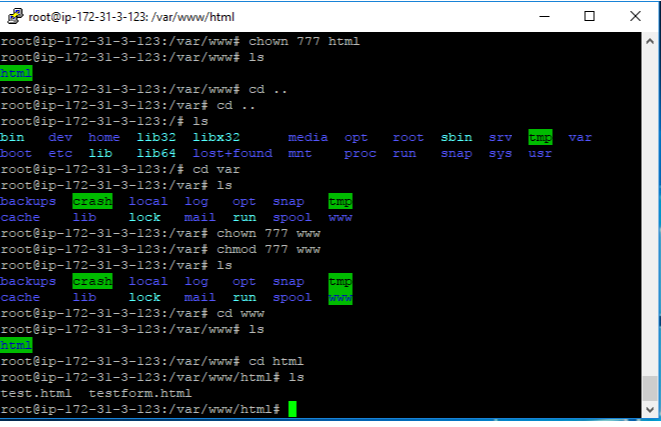 root@ip-172-31-3-123: /var/www/html
root@ip-172-31-3-123:/var/www# chown 777 html
root@ip-172-31-3-123:/var/www# ls
html
root@ip-172-31-3-123:/var/www# cd ..
root@ip-172-31-3-123:/var# cd ..
root@ip-172-31-3-123:/# ls
bin dev home lib32 libx32 media opt root sbin srv tmp var
boot etc lib lib64 lost+found mnt proc run snap sys usr
root@ip-172-31-3-123:/# cd var
root@ip-172-31-3-123:/var# ls
backups crash local log opt snap tmp
cache lib lock mail run spool www
root@ip-172-31-3-123:/var# chown 777 www
root@ip-172-31-3-123:/var# chmod 777 www
root@ip-172-31-3-123:/var# ls
backups crash local log opt snap tmp
cache lib lock mail run spool www
root@ip-172-31-3-123:/var# cd www
root@ip-172-31-3-123:/var/www# ls
html
root@ip-172-31-3-123:/var/www# cd html
root@ip-172-31-3-123:/var/www/html# ls
test.html testform.html
root@ip-172-31-3-123:/var/www/html#